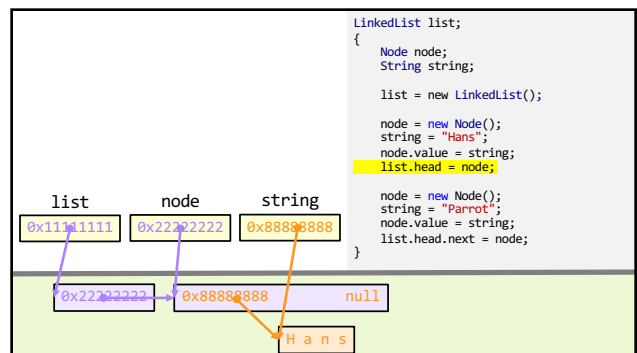 LinkedList list;
{
Node node;
String string;
list = new LinkedList();
node = new Node();
string = "Hans";
node.value = string;
list.head = node;
node = new Node();
string = "Parrot";
node.value = string;
list.head.next = node;
}
list node string
0x11111111 0x22222222 0x88888888
0x22222222 0x88888888 null
H a n s